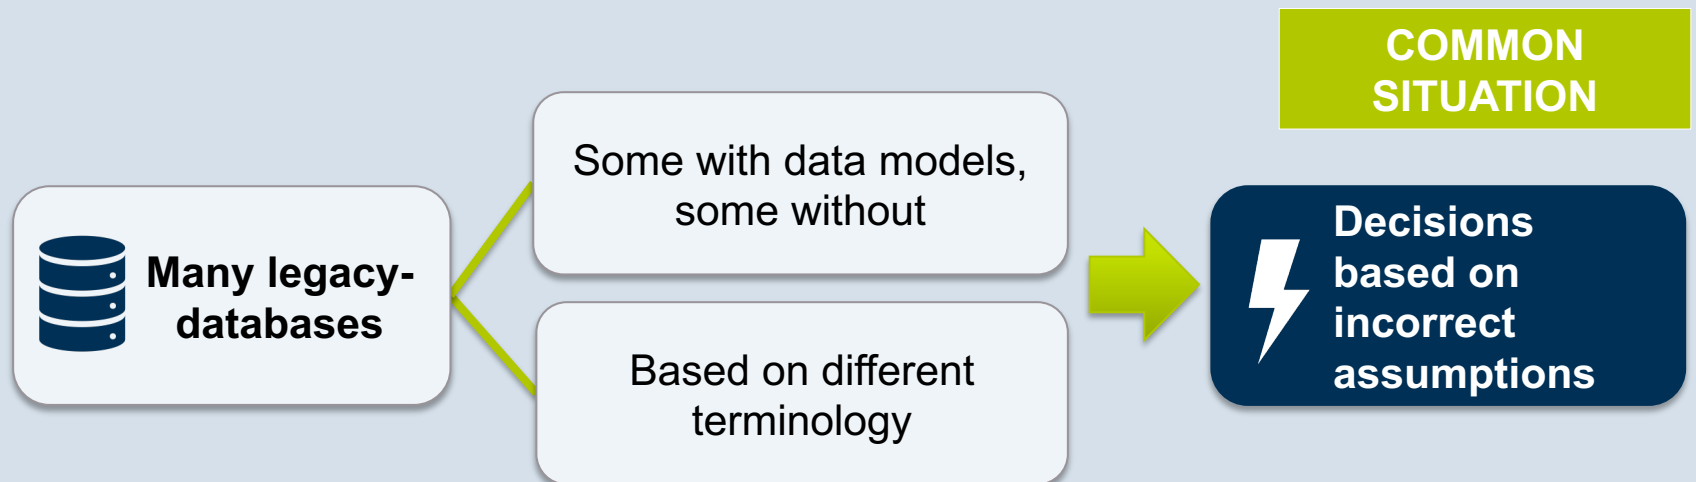 COMMON
SITUATION
Some with data models,
some without
Many legacy-
databases
Based on different
terminology
Decisions
based on
incorrect
assumptions